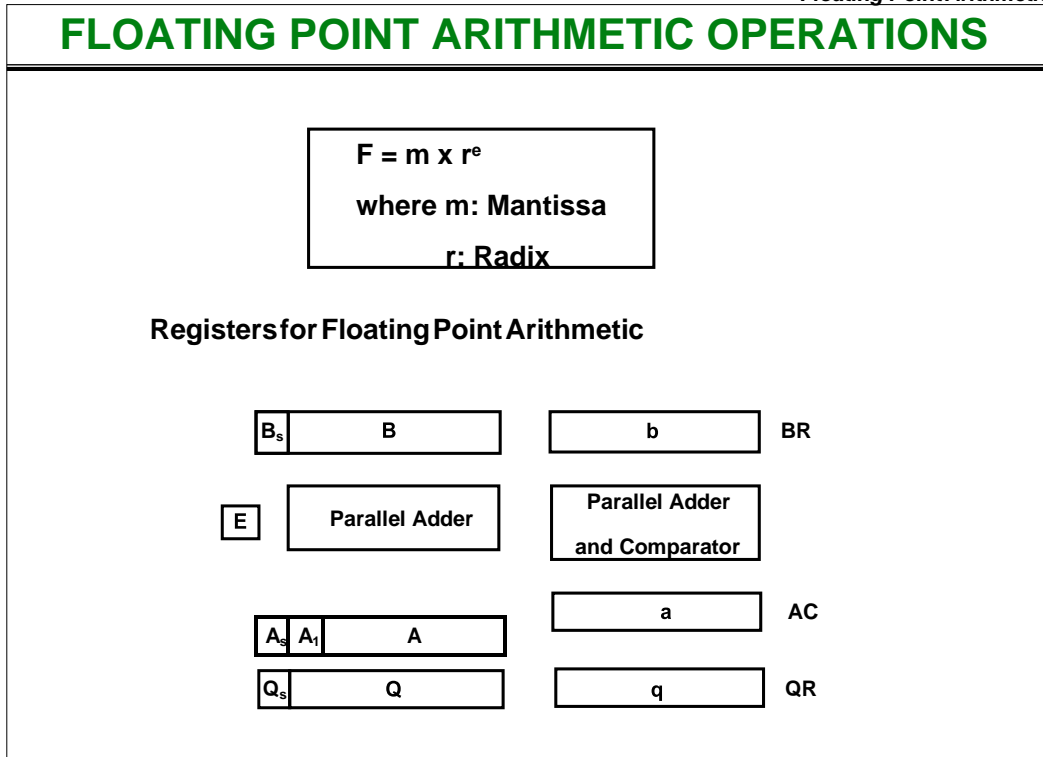 FLOATING POINT ARITHMETIC OPERATIONS
F = m x rᵉ
where m: Mantissa
r: Radix
Registers for Floating Point Arithmetic
Bₛ B b BR
E Parallel Adder Parallel Adder
and Comparator
a AC
Aₛ A₁ A
Qₛ Q q QR